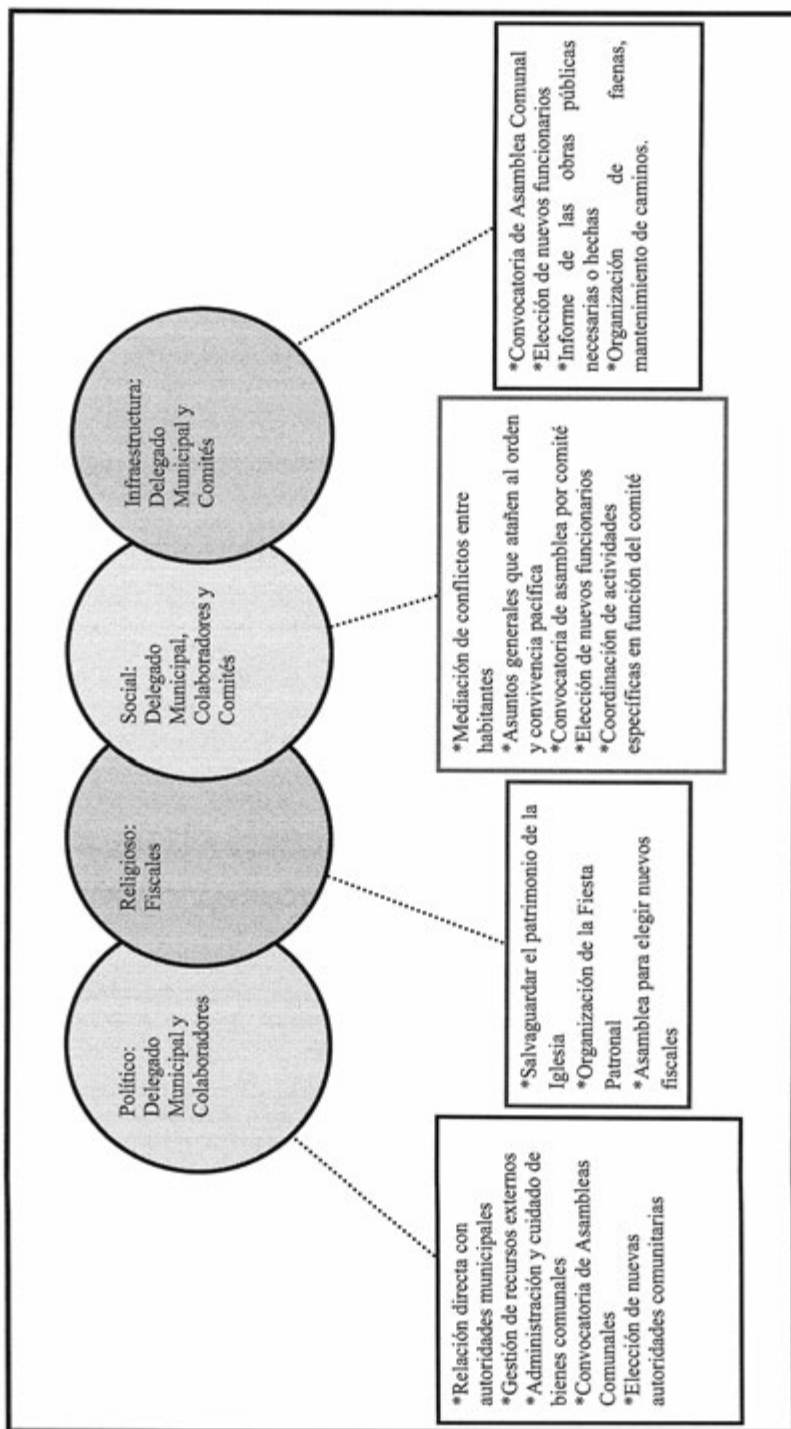 Político:
Delegado
Municipal y
Colaboradores
Religioso:
Fiscales
Social:
Delegado
Municipal,
Colaboradores y
Comités
Infraestructura:
Delegado
Municipal y
Comités
*Relación directa con
autoridades municipales
*Gestión de recursos externos
*Administración y cuidado de
bienes comunales
*Convocatoria de Asambleas
Comunales
*Elección de nuevas
autoridades comunitarias
*Salvaguardar el patrimonio de la
Iglesia
*Organización de la Fiesta
Patronal
*Asamblea para elegir nuevos
fiscales
*Mediación de conflictos entre
habitantes
*Asuntos generales que atañen al orden
y convivencia pacífica
*Convocatoria de asamblea por comité
*Elección de nuevos funcionarios
*Coordinación de actividades
específicas en función del comité
*Convocatoria de Asamblea Comunal
*Elección de nuevos funcionarios
*Informe de las obras públicas
necesarias o hechas
*Organización de faenas,
mantenimiento de caminos.